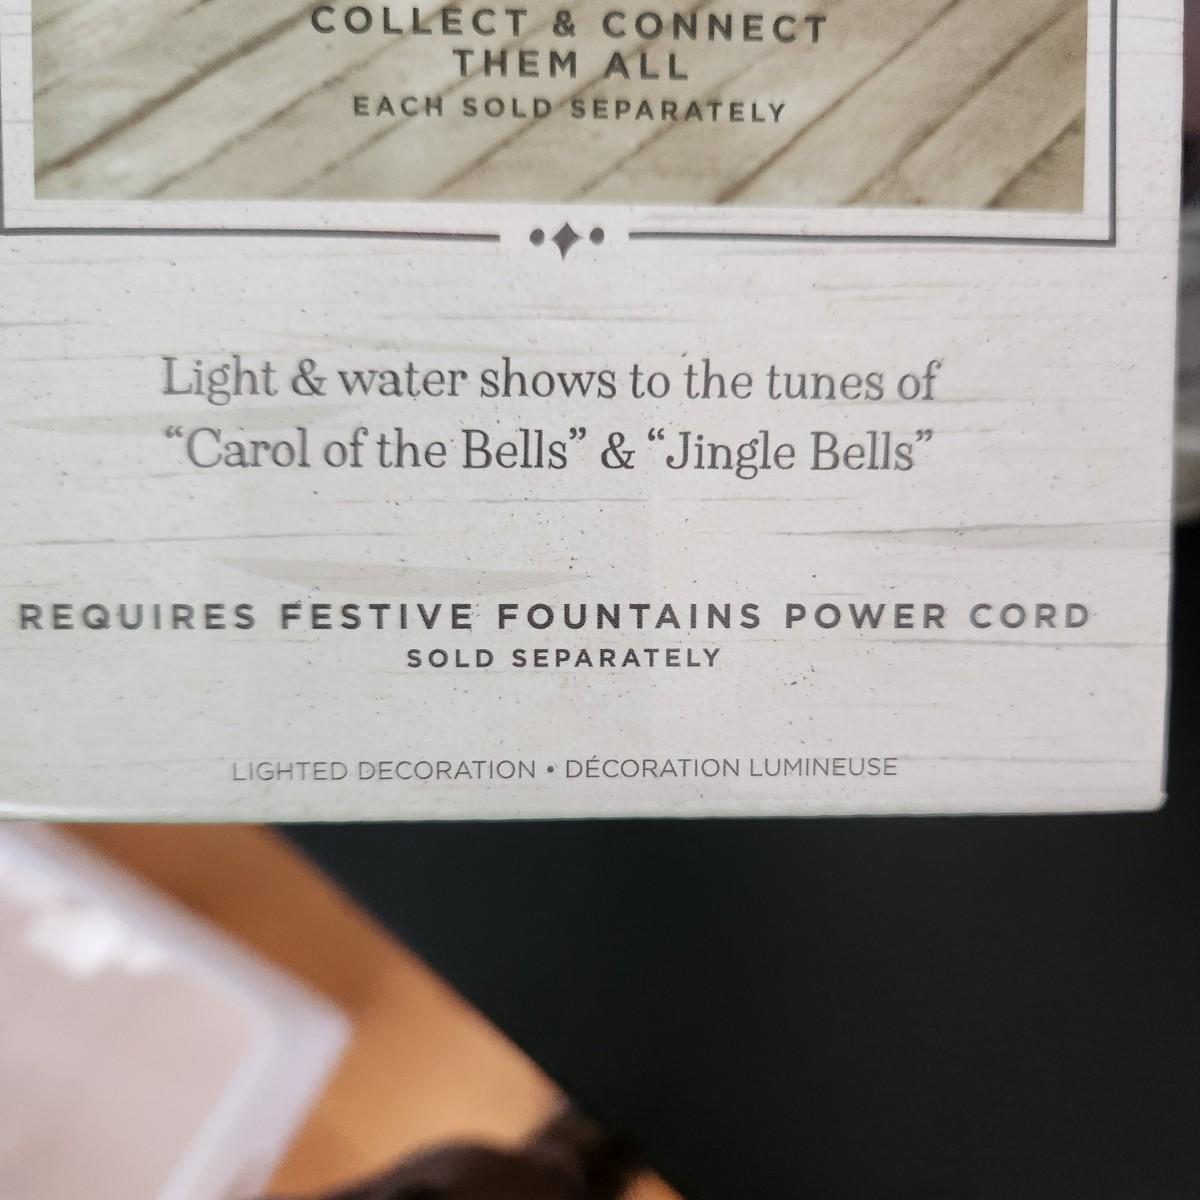 COLLECT & CONNECT
THEM ALL
EACH SOLD SEPARATELY
Light & water shows to the tunes of
“Carol of the Bells” & “Jingle Bells”
REQUIRES FESTIVE FOUNTAINS POWER CORD
SOLD SEPARATELY
LIGHTED DECORATION • DÉCORATION LUMINEUSE